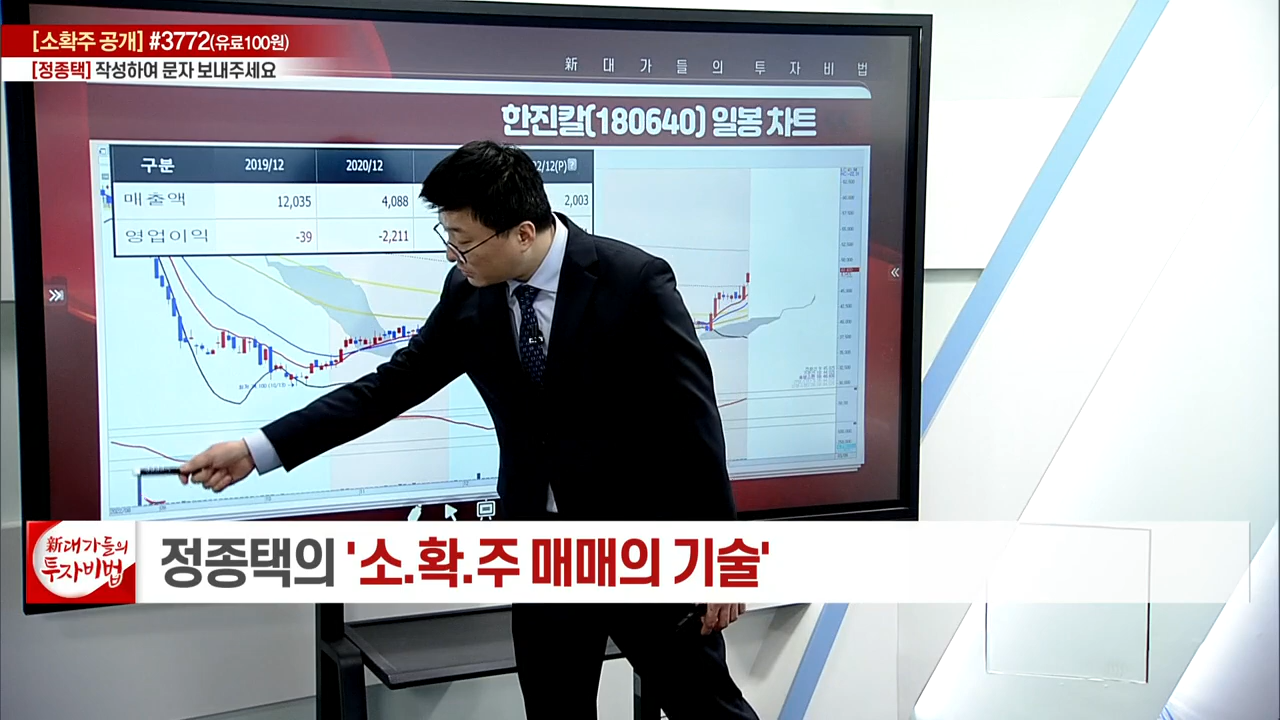 [소확주 공개] #3772(유료100원)
[정종택] 작성하여 문자 보내주세요
新 대 가 들 의 투 자 비 법
한진칼(180640) 일봉 차트
구분 2019/12 2020/12 22/12(P)
매출액 12,035 4,088 2,003
영업이익 -39 -2,211
新대가들의
투자비법
정종택의 '소.확.주 매매의 기술'